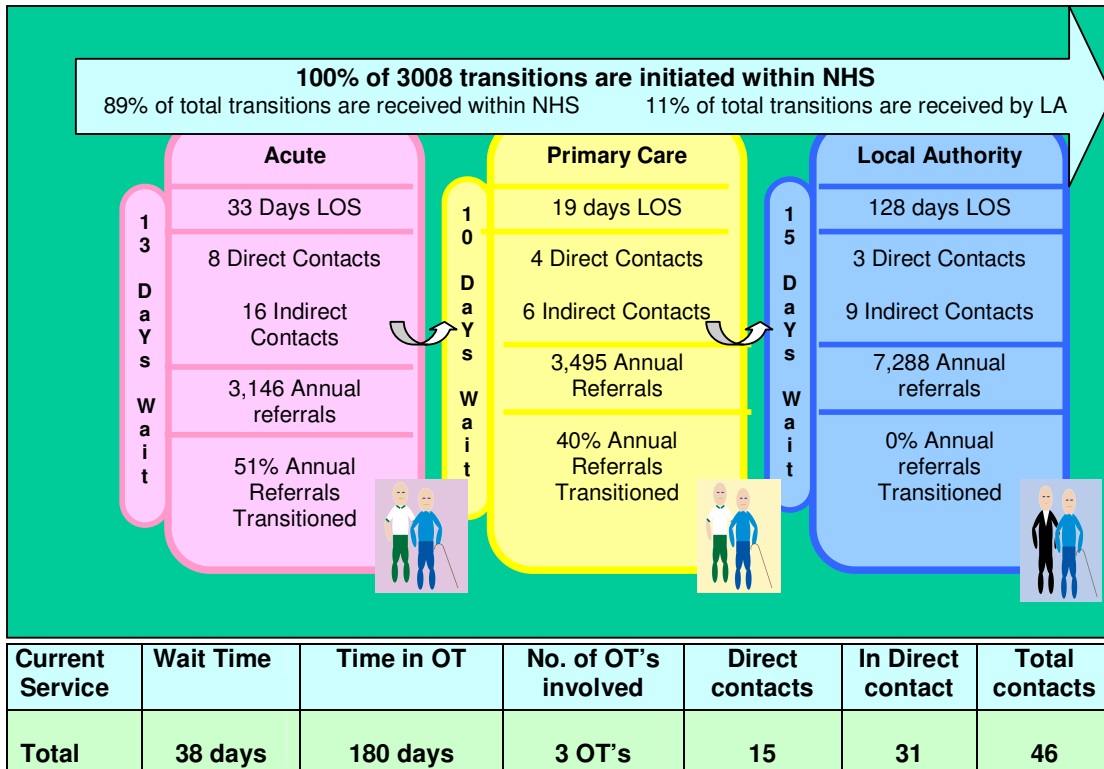 100% of 3008 transitions are initiated within NHS
89% of total transitions are received within NHS 11% of total transitions are received by LA
13 DaYs Wait
Acute
33 Days LOS
8 Direct Contacts
16 Indirect
Contacts
3,146 Annual
referrals
51% Annual
Referrals
Transitioned
10 DaYs Wait
Primary Care
19 days LOS
4 Direct Contacts
6 Indirect Contacts
3,495 Annual
Referrals
40% Annual
Referrals
Transitioned
15 DaYs Wait
Local Authority
128 days LOS
3 Direct Contacts
9 Indirect Contacts
7,288 Annual
referrals
0% Annual
referrals
Transitioned
Current
Service
Wait Time
Time in OT
No. of OT's
involved
Direct
contacts
In Direct
contact
Total
contacts
Total
38 days
180 days
3 OT's
15
31
46